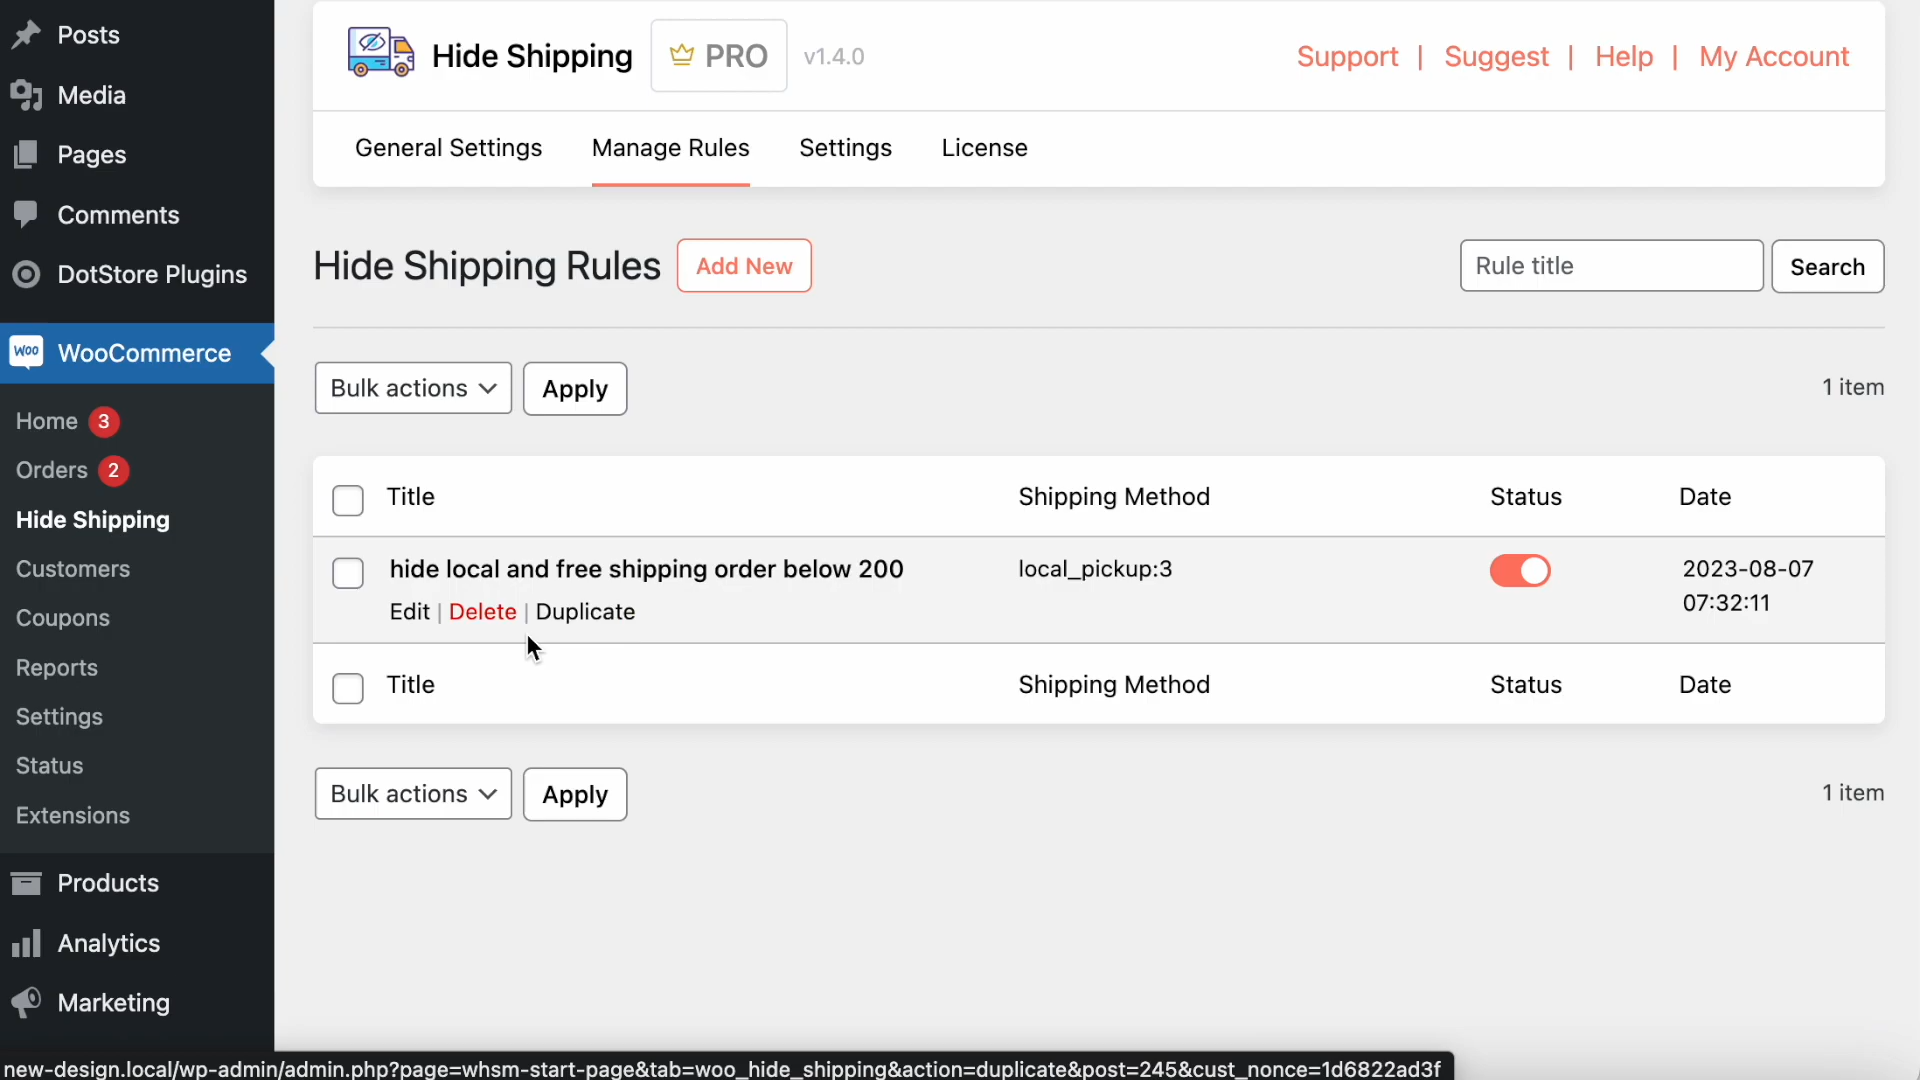 Posts
Media
Pages
Comments
DotStore Plugins
Woo WooCommerce
Home 3
Orders 2
Hide Shipping
Customers
Coupons
Reports
Settings
Status
Extensions
Products
Analytics
Marketing
Hide Shipping PRO v1.4.0
Support | Suggest | Help | My Account
General Settings Manage Rules Settings License
Hide Shipping Rules Add New
Rule title Search
Bulk actions Apply
1 item
Title Shipping Method Status Date
hide local and free shipping order below 200 local_pickup:3 2023-08-07
07:32:11
Edit | Delete | Duplicate
Title Shipping Method Status Date
Bulk actions Apply
1 item
new-design.local/wp-admin/admin.php?page=whsm-start-page&tab=woo_hide_shipping&action=duplicate&post=245&cust_nonce=1d6822ad3f